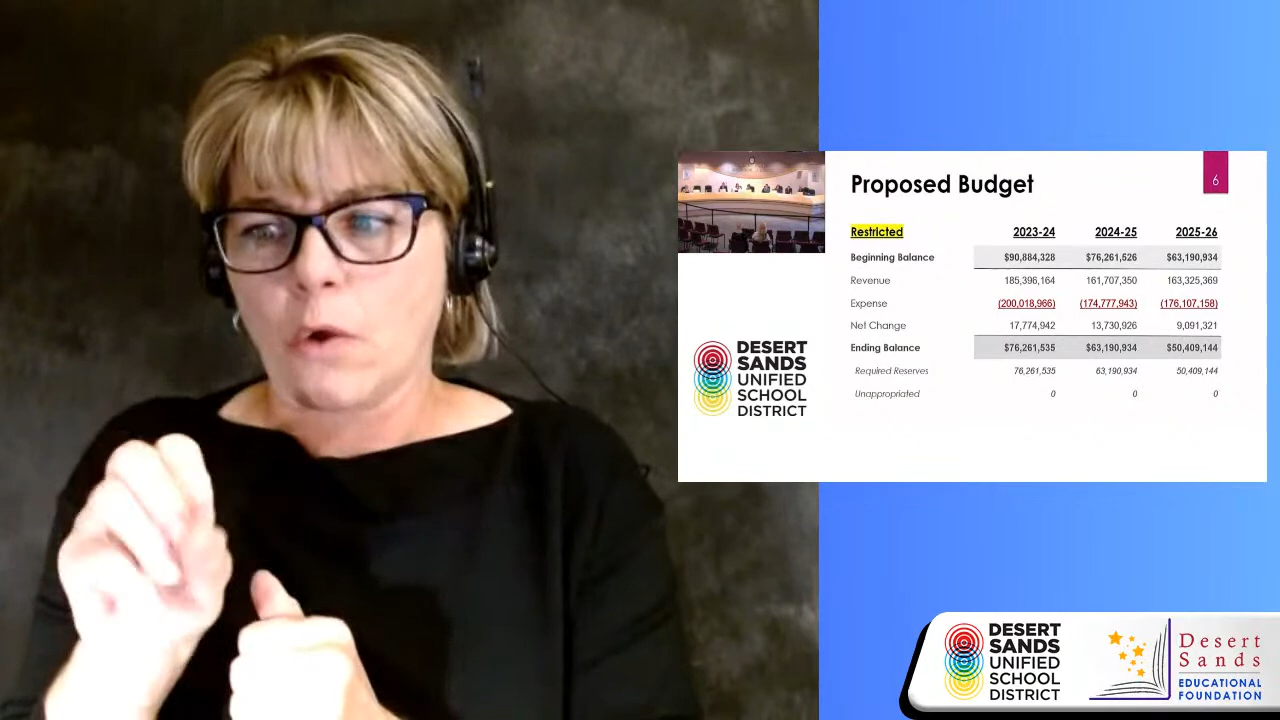 Proposed Budget
6
Restricted 2023-24 2024-25 2025-26
Beginning Balance $90,884,328 $76,261,526 $63,190,934
Revenue 185,396,164 161,707,350 163,325,369
Expense (200,018,966) (174,777,943) (176,107,158)
Net Change 17,774,942 13,730,926 9,091,321
Ending Balance $76,261,535 $63,190,934 $50,409,144
Required Reserves 76,261,535 63,190,934 50,409,144
Unappropriated 0 0 0
DESERT
SANDS
UNIFIED
SCHOOL
DISTRICT
DESERT
SANDS
UNIFIED
SCHOOL
DISTRICT
Desert
Sands
EDUCATIONAL
FOUNDATION